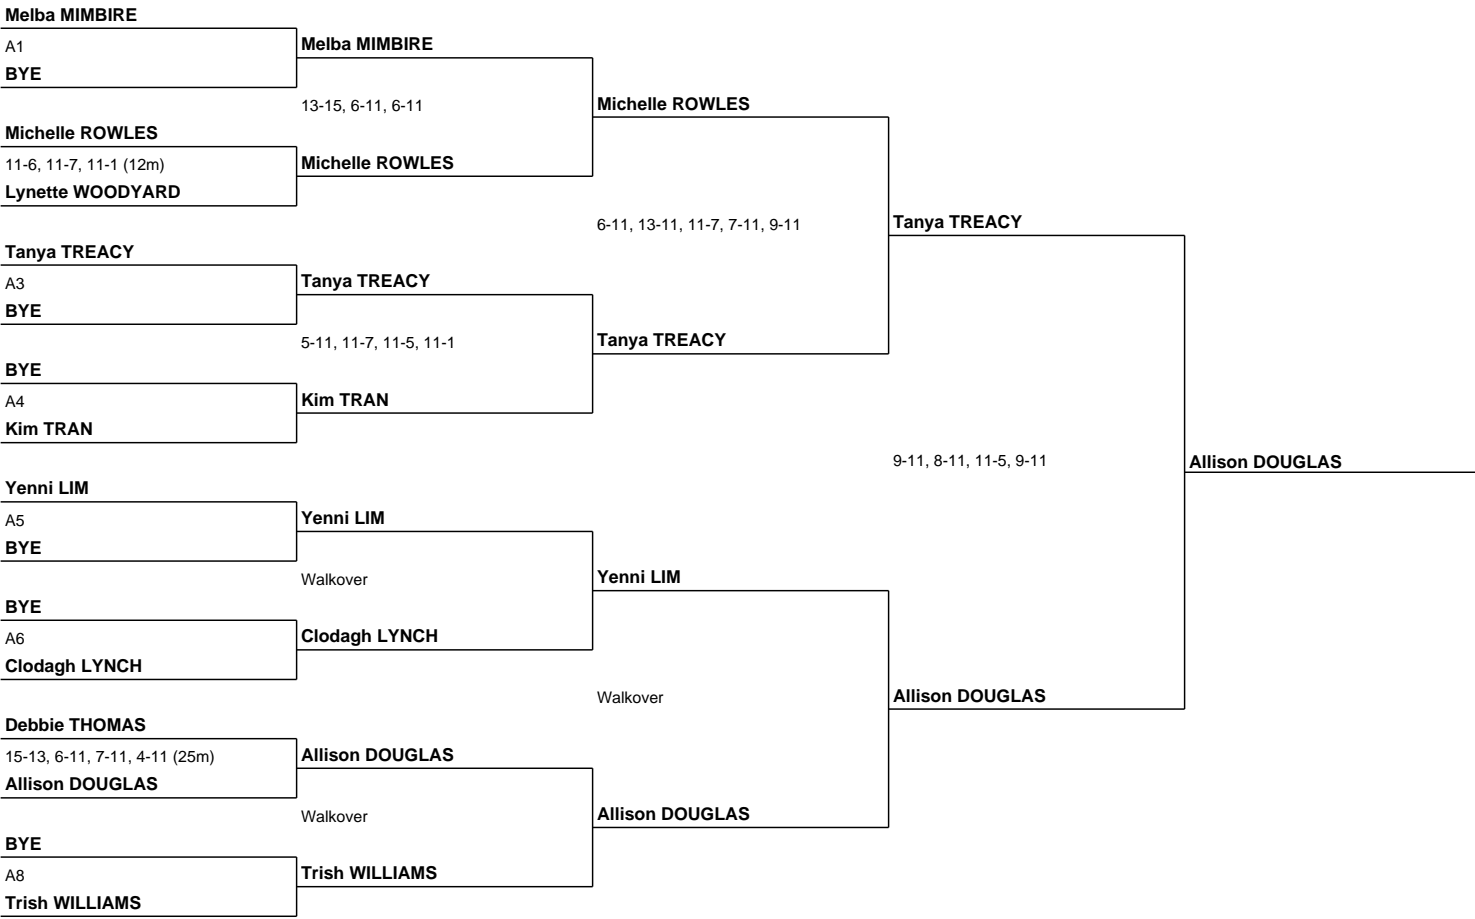 Melba MIMBIRE
A1
BYE
Michelle ROWLES
11-6, 11-7, 11-1 (12m)
Lynette WOODYARD
Tanya TREACY
A3
BYE
BYE
A4
Kim TRAN
Yenni LIM
A5
BYE
BYE
A6
Clodagh LYNCH
Debbie THOMAS
15-13, 6-11, 7-11, 4-11 (25m)
Allison DOUGLAS
BYE
A8
Trish WILLIAMS
Melba MIMBIRE
13-15, 6-11, 6-11
Michelle ROWLES
Tanya TREACY
5-11, 11-7, 11-5, 11-1
Kim TRAN
Yenni LIM
Walkover
Clodagh LYNCH
Allison DOUGLAS
Walkover
Trish WILLIAMS
Michelle ROWLES
6-11, 13-11, 11-7, 7-11, 9-11
Tanya TREACY
Yenni LIM
Walkover
Allison DOUGLAS
Tanya TREACY
9-11, 8-11, 11-5, 9-11
Allison DOUGLAS
Allison DOUGLAS